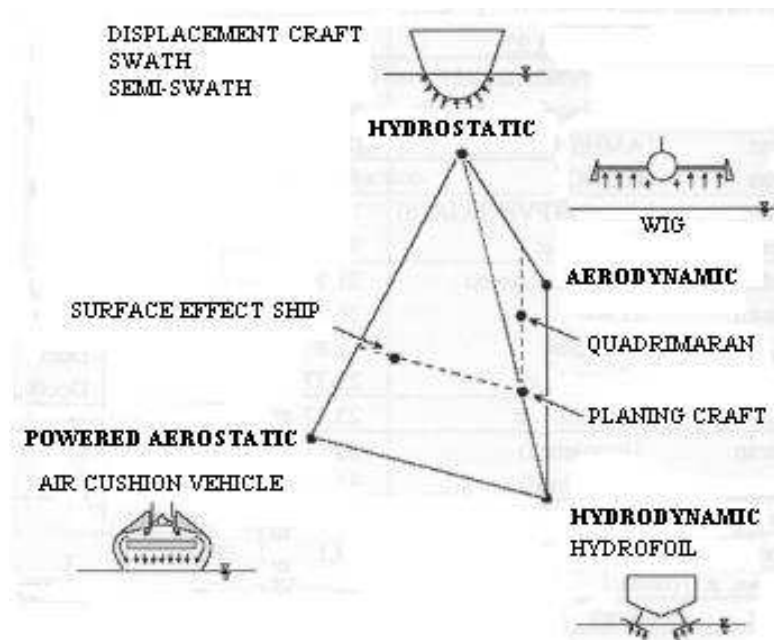 DISPLACEMENT CRAFT
SWATH
SEMI-SWATH
HYDROSTATIC
WIG
AERODYNAMIC
SURFACE EFFECT SHIP
QUADRIMARAN
PLANING CRAFT
POWERED AEROSTATIC
AIR CUSHION VEHICLE
HYDRODYNAMIC
HYDROFOIL